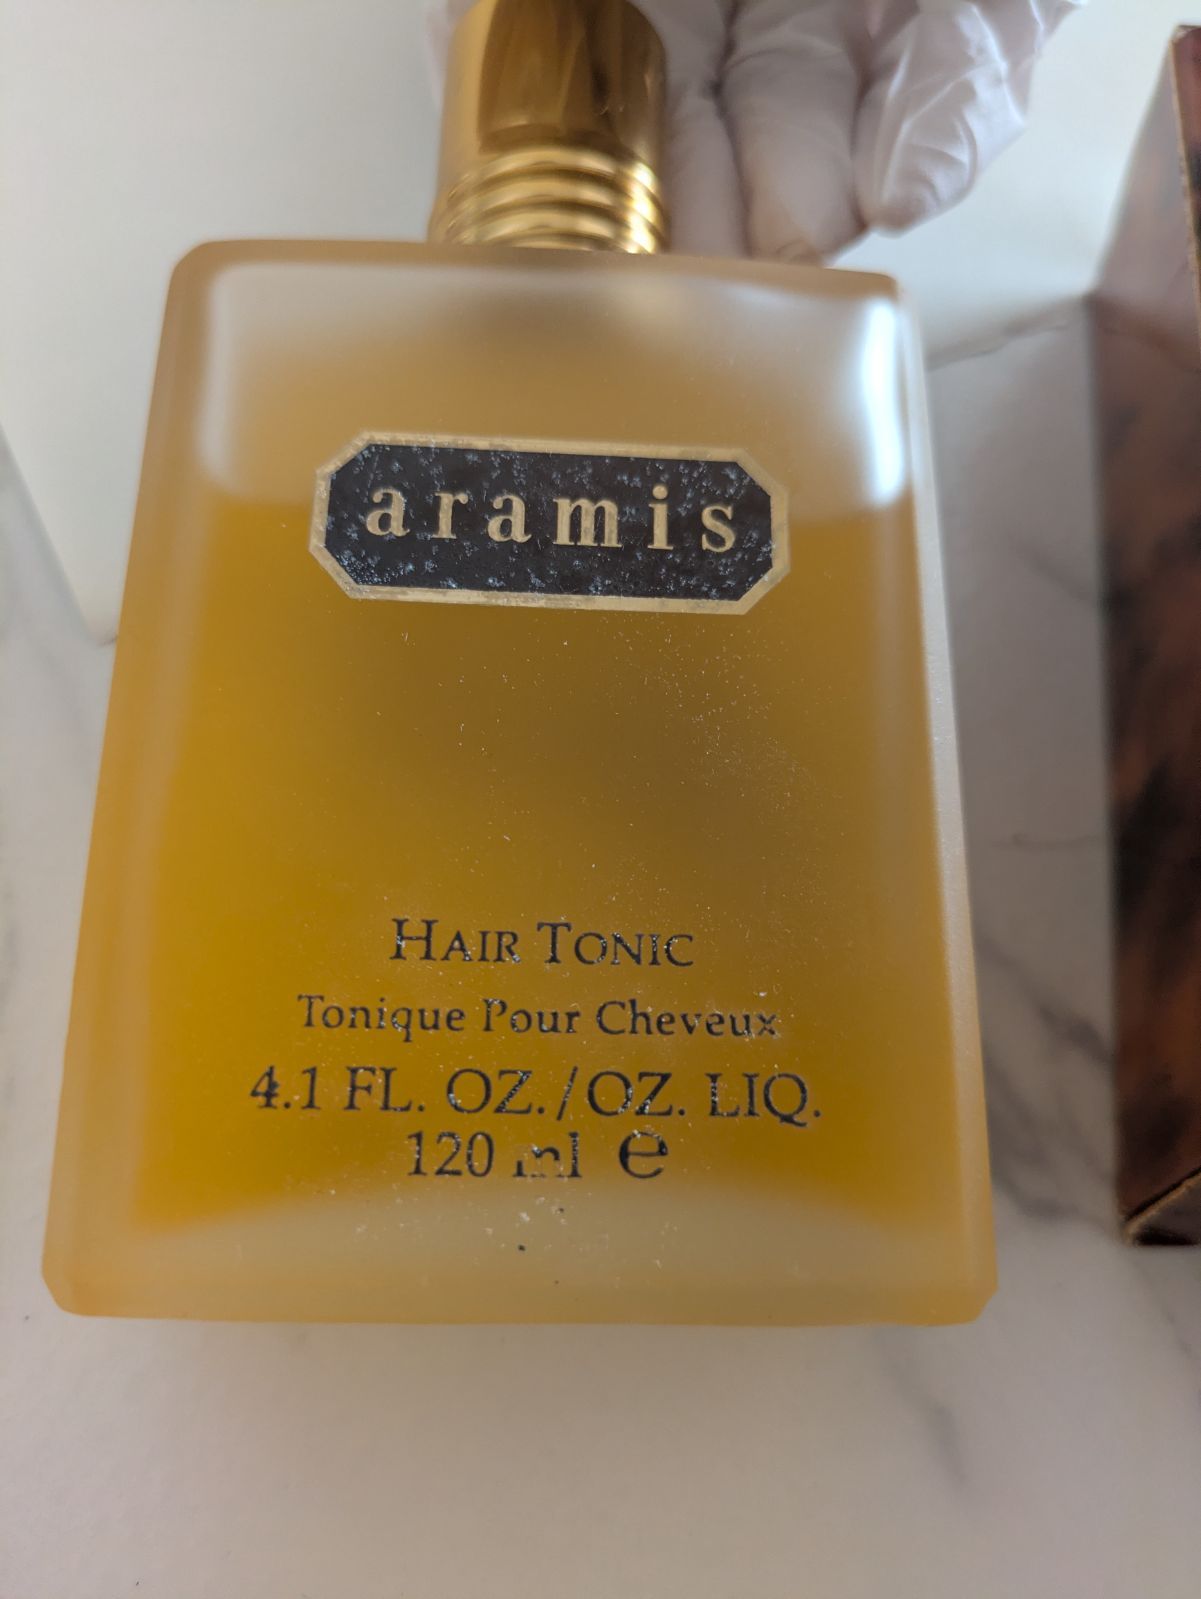 aramis
HAIR TONIC
Tonique Pour Cheveux
4.1 FL. OZ./OZ. LIQ.
120 ml e